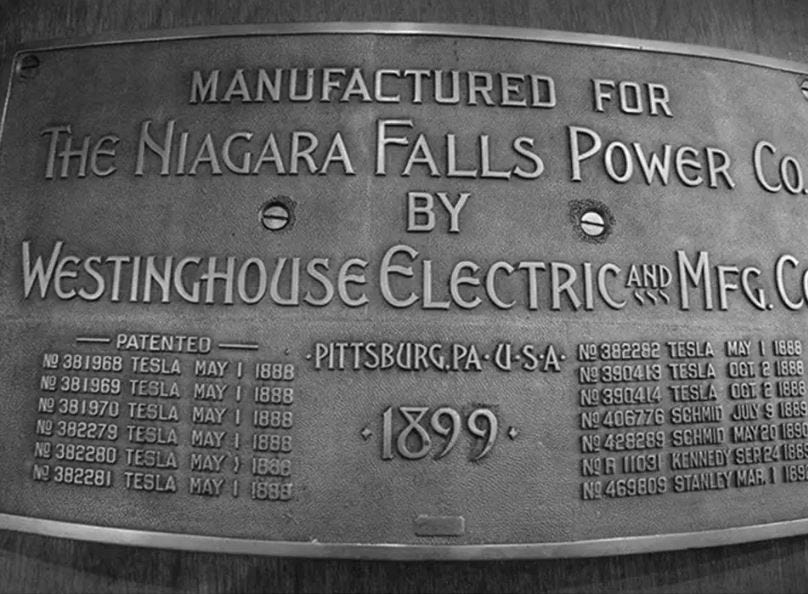 MANUFACTURED FOR
THE NIAGARA FALLS POWER CO.
BY
WESTINGHOUSE ELECTRIC AND MFG. CO
PATENTED
No 381968 TESLA MAY 1 1888
No 381969 TESLA MAY 1 1888
No 381970 TESLA MAY 1 1888
No 382279 TESLA MAY 1 1888
No 382280 TESLA MAY 1 1888
No 382281 TESLA MAY 1 1888
·PITTSBURG, PA·U·S·A·
·1899·
No 382282 TESLA MAY 1 1888
No 390413 TESLA OCT 2 1888
No 390414 TESLA OCT 2 1888
No 406776 SCHMID JULY 9 1889
No 428289 SCHMID MAY 20 1890
No R 11031 KENNEDY SEP 24 1889
No 469809 STANLEY MAR. 1 189